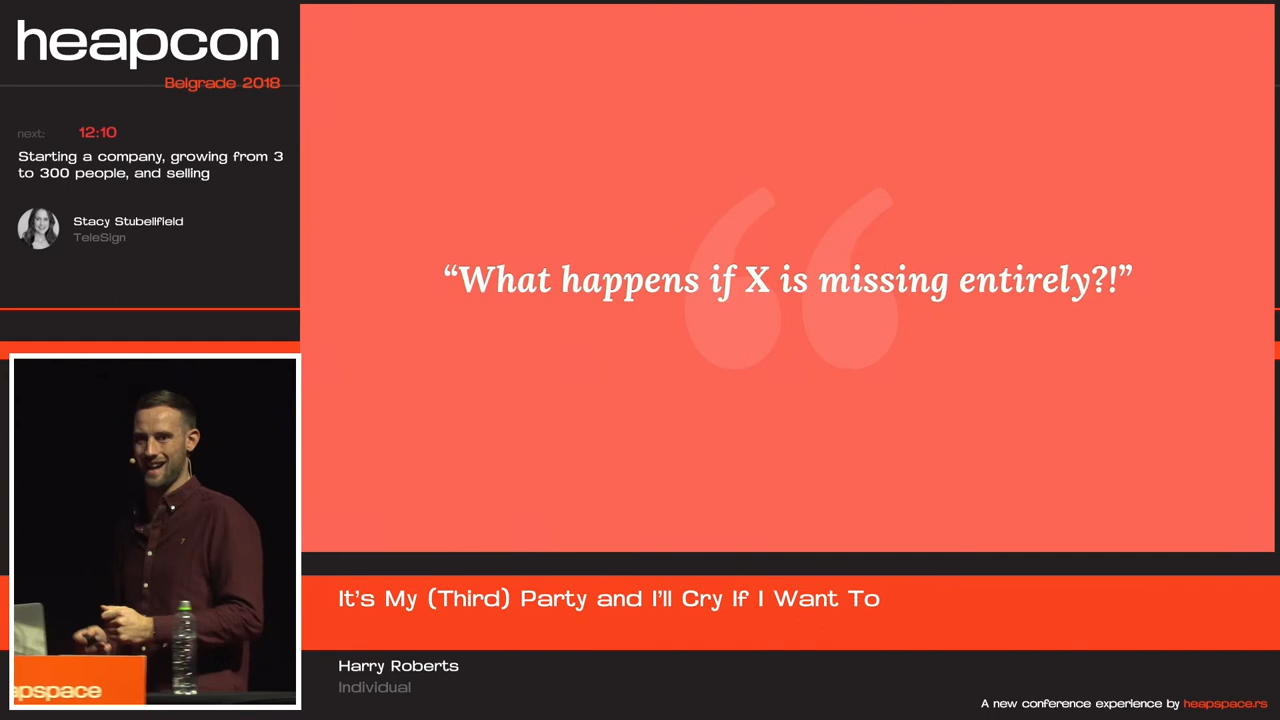 heapcon
Belgrade 2018
next: 12:10
Starting a company, growing from 3
to 300 people, and selling
Stacy Stubellfield
TeleSign
“What happens if X is missing entirely?!”
apspace
It's My (Third) Party and I'll Cry If I Want To
Harry Roberts
Individual
A new conference experience by heapspace.rs